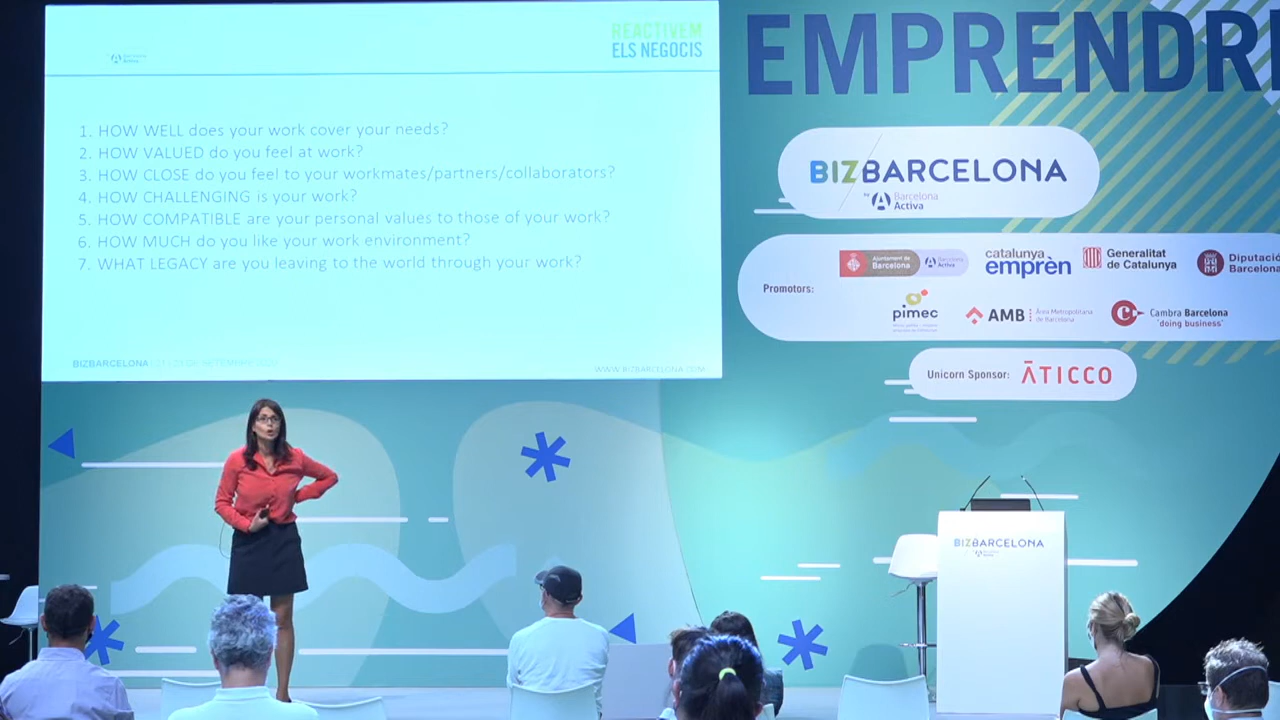 Barcelona
Activa
REACTIVEM
ELS NEGOCIS
1. HOW WELL does your work cover your needs?
2. HOW VALUED do you feel at work?
3. HOW CLOSE do you feel to your workmates/partners/collaborators?
4. HOW CHALLENGING is your work?
5. HOW COMPATIBLE are your personal values to those of your work?
6. HOW MUCH do you like your work environment?
7. WHAT LEGACY are you leaving to the world through your work?
BIZBARCELONA
WWW.BIZBARCELONA.COM
EMPRENDR
BIZBARCELONA
by Barcelona
Activa
Promotors:
Ajuntament de
Barcelona
Barcelona
Activa
catalunya
emprèn
Generalitat
de Catalunya
Diputació
Barcelona
pimec
AMB
Àrea Metropolitana
de Barcelona
C
Cambra Barcelona
"doing business"
Unicorn Sponsor: ĀTICCO
BIZBARCELONA